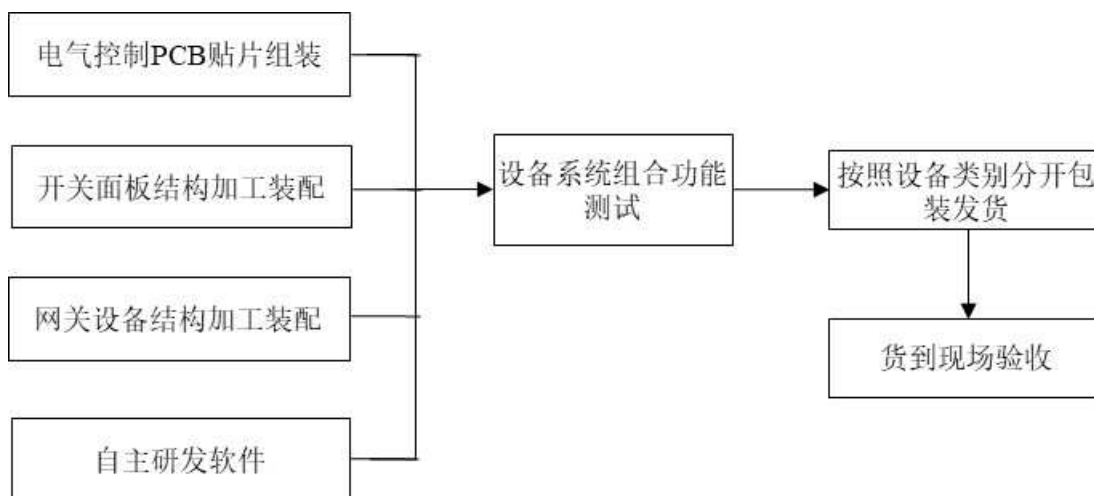 电气控制PCB贴片组装
开关面板结构加工装配
网关设备结构加工装配
自主研发软件
设备系统组合功能
测试
按照设备类别分开包
装发货
货到现场验收